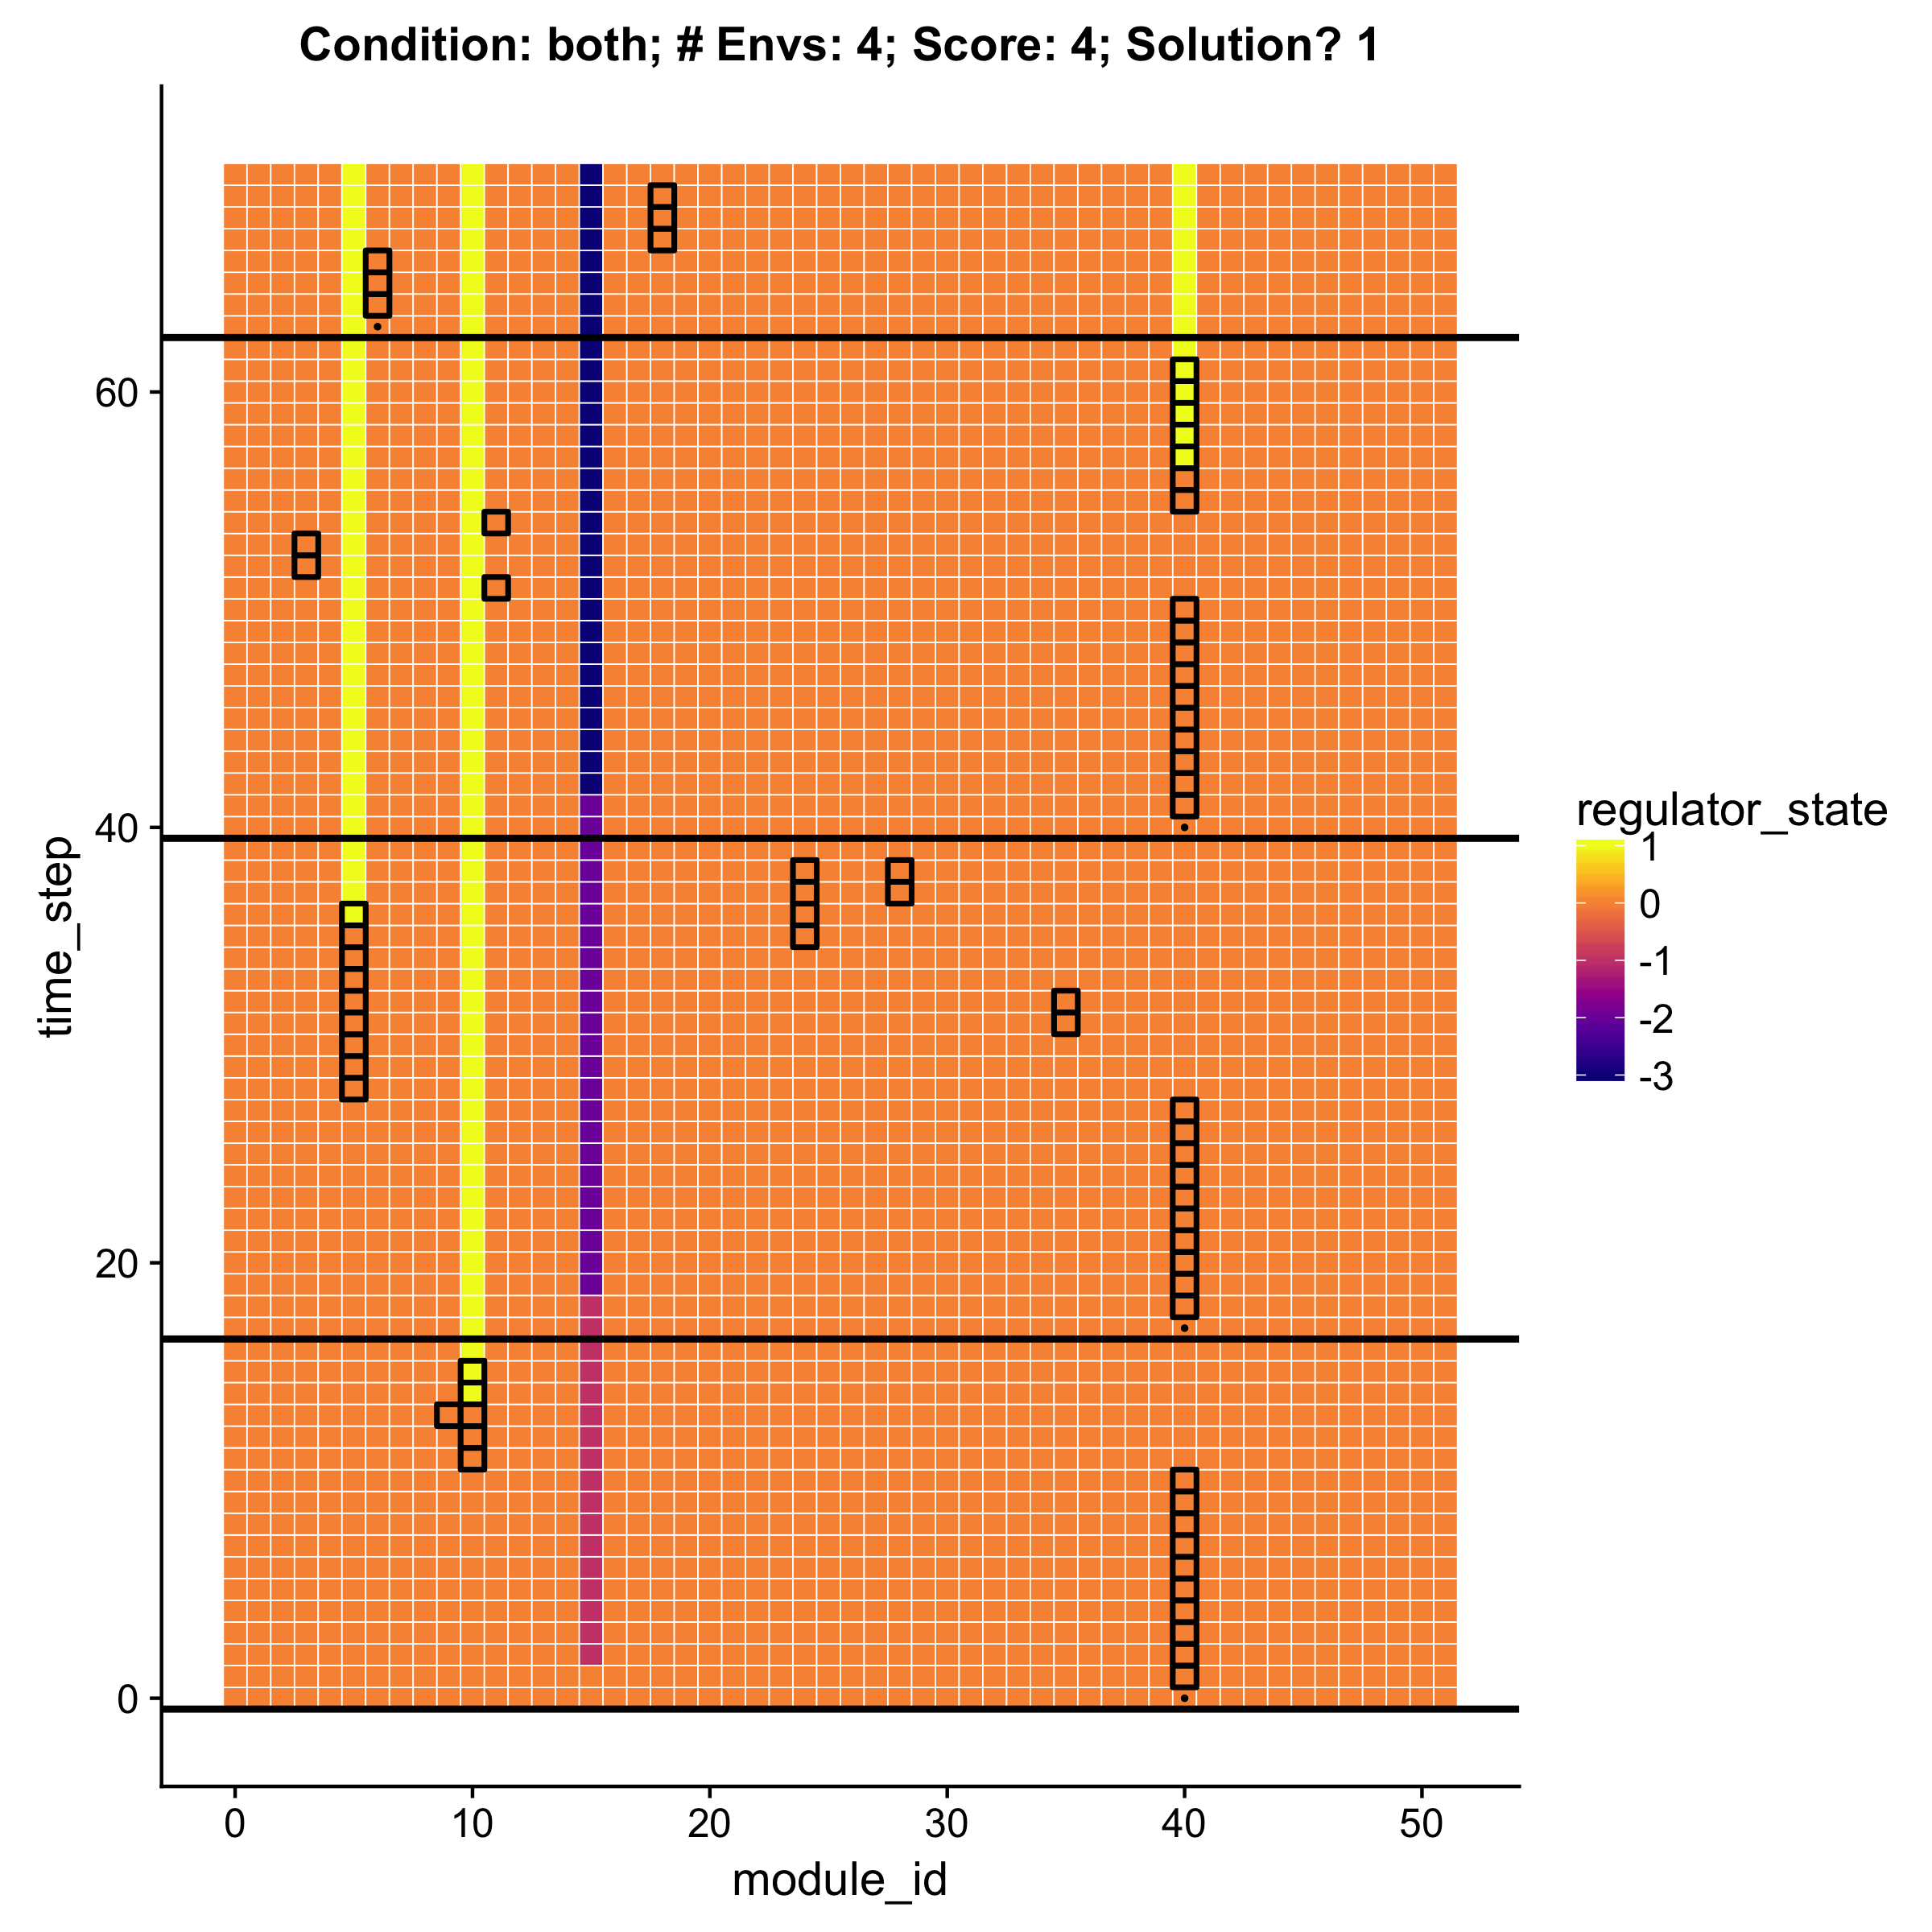 Condition: both; # Envs: 4; Score: 4; Solution? 1
time_step
60
40
20
0
0 10 20 30 40 50
module_id
regulator_state
1
0
-1
-2
-3